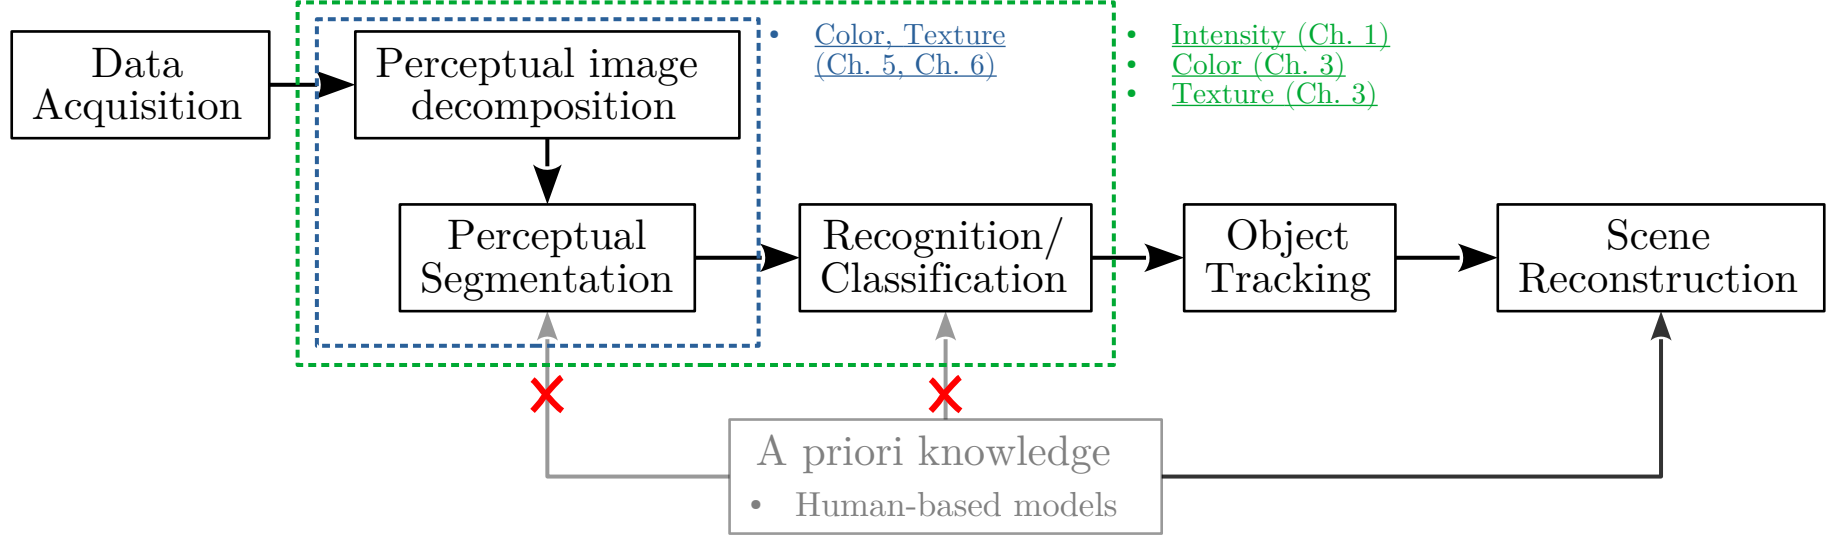 Data
Acquisition
Perceptual image
decomposition
• Color, Texture
(Ch. 5, Ch. 6)
• Intensity (Ch. 1)
• Color (Ch. 3)
• Texture (Ch. 3)
Perceptual
Segmentation
Recognition/
Classification
Object
Tracking
Scene
Reconstruction
A priori knowledge
• Human-based models